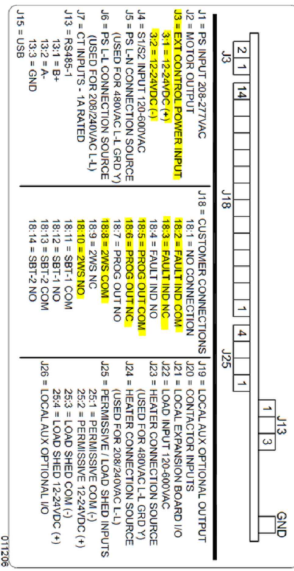 J13
GND
1 3
J25
4 1
J18
14 1
J3
2 1
J1 = PS INPUT 208-277VAC
J2 = MOTOR OUTPUT
J3 = EXT CONTROL POWER INPUT
3:1 = 12-24VDC (+)
3:2 = 12-24VDC (-)
J4 = S1/S2 INPUT 120-600VAC
J5 = PS L-N CONNECTION SOURCE
(USED FOR 480VAC L-L GRD Y)
J6 = PS L-L CONNECTION SOURCE
(USED FOR 208/240VAC L-L)
J7 = CT INPUTS - 1A RATED
J13 = RS485-1
13:1 = B+
13:2 = A-
13:3 = GND
J15 = USB
J18 = CUSTOMER CONNECTIONS
18:1 = NC CONNECTION
18:2 = FAULT IND COM
18:3 = FAULT IND NC
18:4 = FAULT IND NO
18:5 = PROG OUT COM
18:6 = PROG OUT NC
18:7 = PROG OUT NO
18:8 = 2WS COM
18:9 = 2WS NC
18:10 = 2WS NO
18:11 = SBT-1 COM
18:12 = SBT-1 NO
18:13 = SBT-2 COM
18:14 = SBT-2 NO
J19 = LOCAL AUX OPTIONAL OUTPUT
J20 = CONTACTOR INPUTS
J21 = LOCAL EXPANSION BOARD I/O
J22 = LOAD INPUT 120-600VAC
J23 = HEATER CONNECTION SOURCE
(USED FOR 480VAC L-L GRD Y)
J24 = HEATER CONNECTION SOURCE
(USED FOR 208/240VAC L-L)
J25 = PERMISSIVE / LOAD SHED INPUTS
25:1 = PERMISSIVE COM (-)
25:2 = PERMISSIVE 12-24VDC (+)
25:3 = LOAD SHED COM (-)
25:4 = LOAD SHED 12-24VDC (+)
J26 = LOCAL AUX OPTIONAL I/O
011206